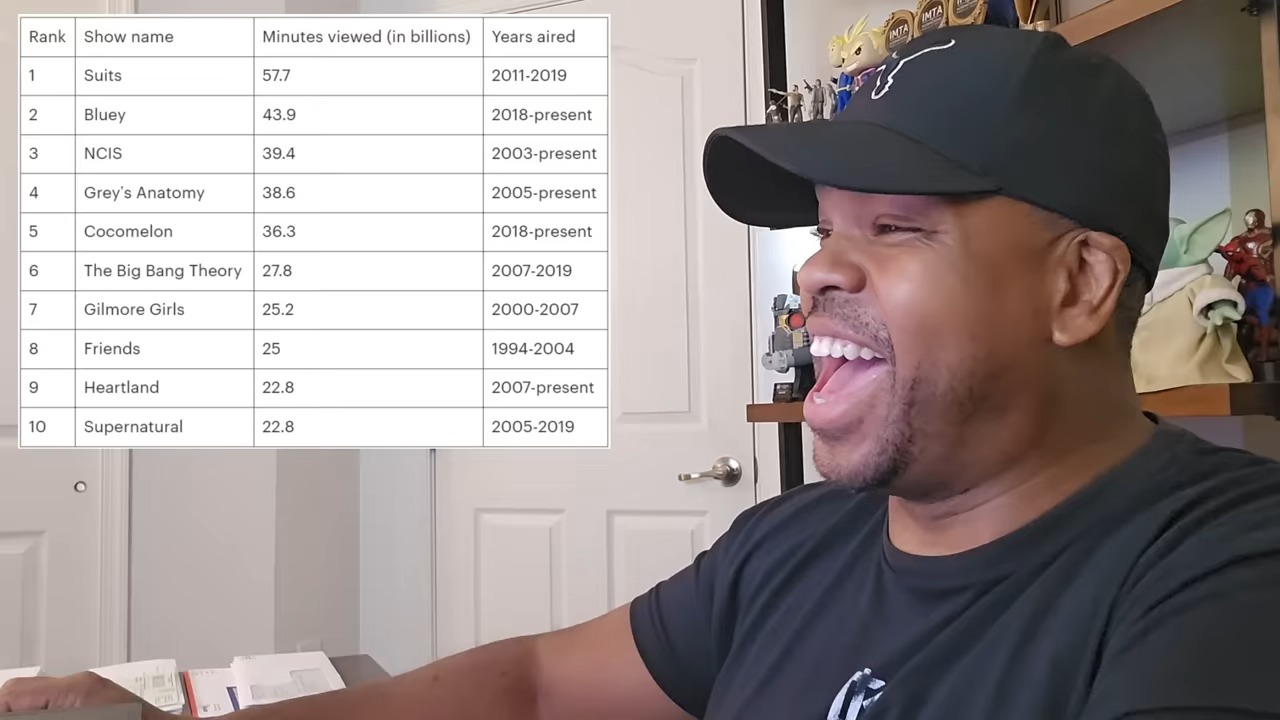 Rank Show name Minutes viewed (in billions) Years aired
1 Suits 57.7 2011-2019
2 Bluey 43.9 2018-present
3 NCIS 39.4 2003-present
4 Grey's Anatomy 38.6 2005-present
5 Cocomelon 36.3 2018-present
6 The Big Bang Theory 27.8 2007-2019
7 Gilmore Girls 25.2 2000-2007
8 Friends 25 1994-2004
9 Heartland 22.8 2007-present
10 Supernatural 22.8 2005-2019
IMTA IMTA